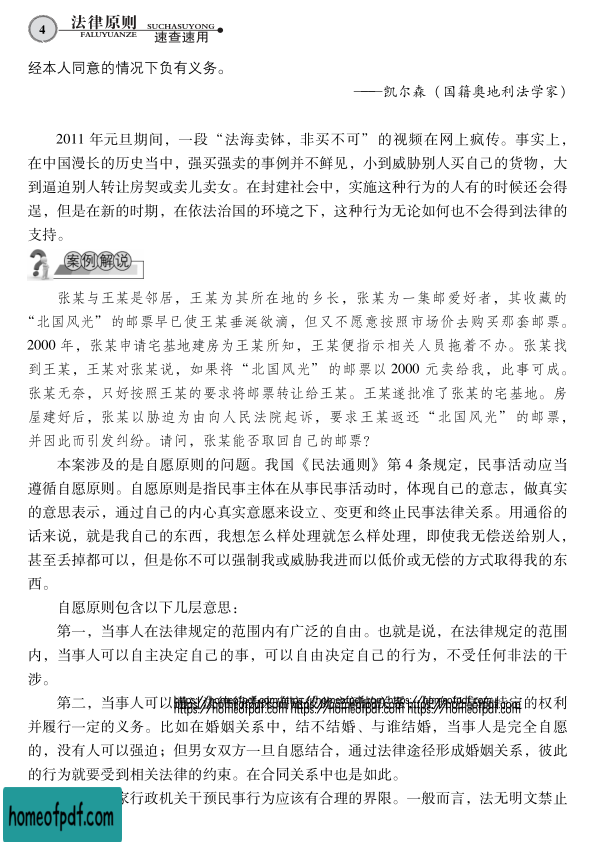 4
法律原则
FALUYUANZE
SUCHASUYONG
速查速用
经本人同意的情况下负有义务。
——凯尔森（国籍奥地利法学家）
2011 年元旦期间，一段“法海卖钵，非买不可”的视频在网上疯传。事实上，
在中国漫长的历史当中，强买强卖的事例并不鲜见，小到威胁别人买自己的货物，大
到逼迫别人转让房契或卖儿卖女。在封建社会中，实施这种行为的人有的时候还会得
逞，但是在新的时期，在依法治国的环境之下，这种行为无论如何也不会得到法律的
支持。
案例解说
张某与王某是邻居，王某为其所在地的乡长，张某为一集邮爱好者，其收藏的
“北国风光”的邮票早已使王某垂涎欲滴，但又不愿意按照市场价去购买那套邮票。
2000 年，张某申请宅基地建房为王某所知，王某便指示相关人员拖着不办。张某找
到王某，王某对张某说，如果将“北国风光”的邮票以 2000 元卖给我，此事可成。
张某无奈，只好按照王某的要求将邮票转让给王某。王某遂批准了张某的宅基地。房
屋建好后，张某以胁迫为由向人民法院起诉，要求王某返还“北国风光”的邮票，
并因此而引发纠纷。请问，张某能否取回自己的邮票？
本案涉及的是自愿原则的问题。我国《民法通则》第 4 条规定，民事活动应当
遵循自愿原则。自愿原则是指民事主体在从事民事活动时，体现自己的意志，做真实
的意思表示，通过自己的内心真实意愿来设立、变更和终止民事法律关系。用通俗的
话来说，就是我自己的东西，我想怎么样处理就怎么样处理，即使我无偿送给别人，
甚至丢掉都可以，但是你不可以强制我或威胁我进而以低价或无偿的方式取得我的东
西。
自愿原则包含以下几层意思：
第一，当事人在法律规定的范围内有广泛的自由。也就是说，在法律规定的范围
内，当事人可以自主决定自己的事，可以自由决定自己的行为，不受任何非法的干
涉。
第二，当事人可以 https://homeofpdf.com https://homeofpdf.com 定的权利
并履行一定的义务。比如在婚姻关系中，结不结婚、与谁结婚，当事人是完全自愿
的，没有人可以强迫；但男女双方一旦自愿结合，通过法律途径形成婚姻关系，彼此
的行为就要受到相关法律的约束。在合同关系中也是如此。
家行政机关干预民事行为应该有合理的界限。一般而言，法无明文禁止
homeofpdf.com